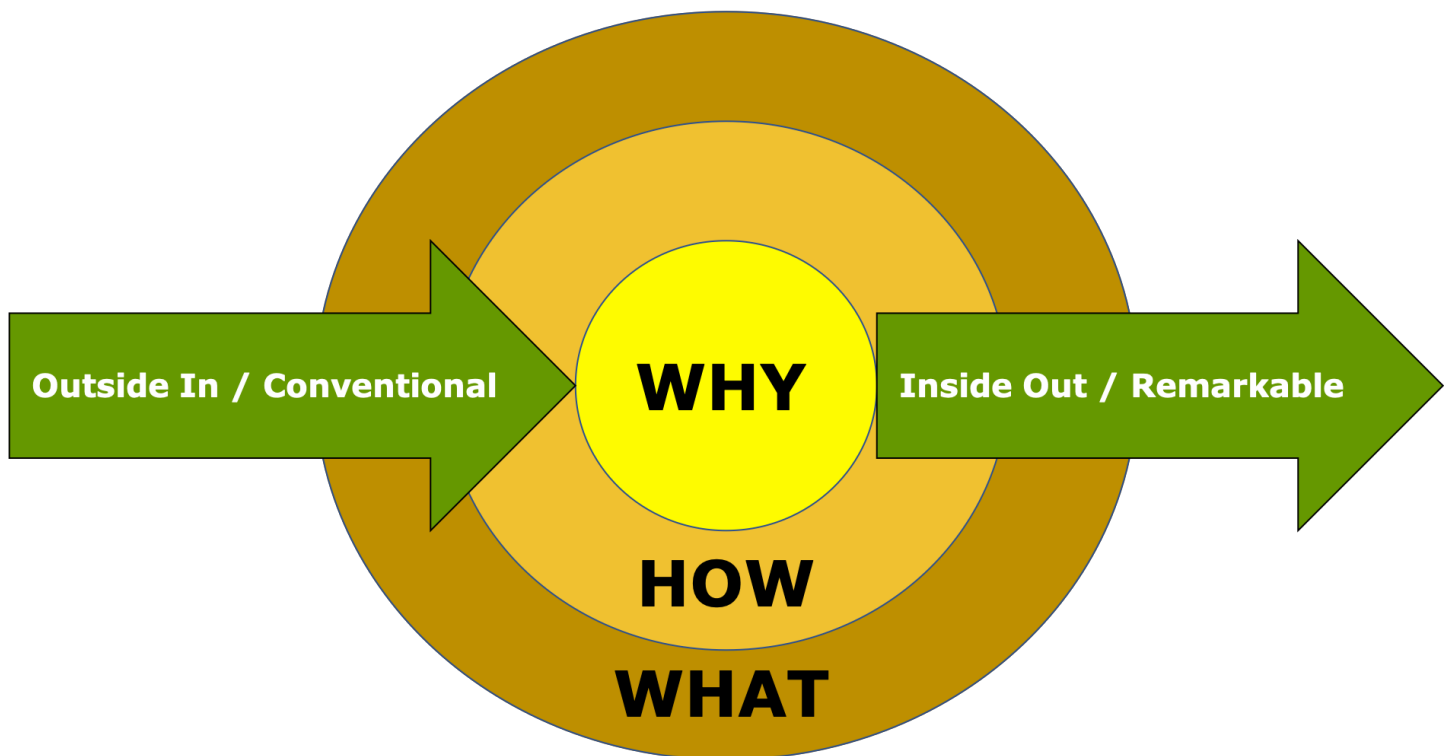 Outside In / Conventional
WHY
Inside Out / Remarkable
HOW
WHAT